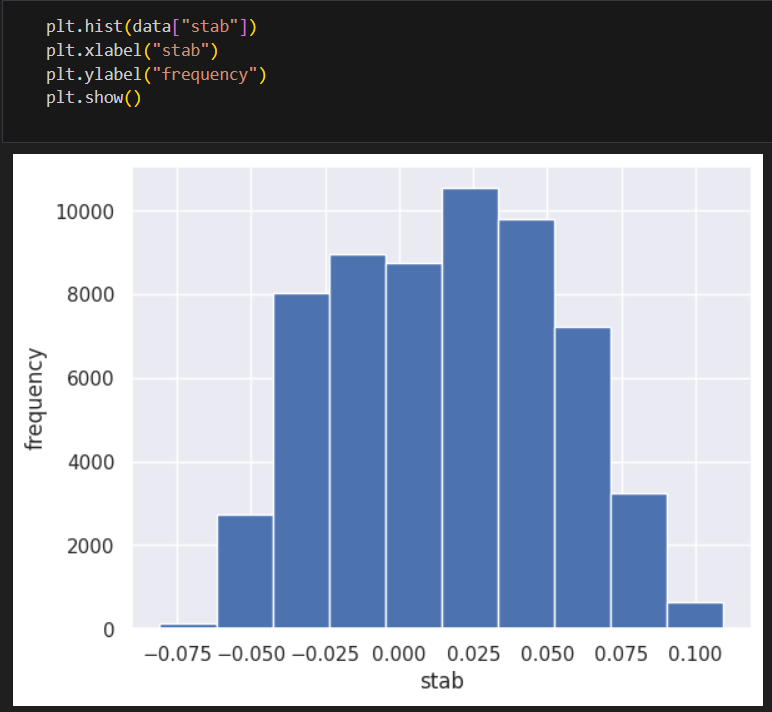 plt.hist(data["stab"])
plt.xlabel("stab")
plt.ylabel("frequency")
plt.show()
10000
8000
6000
4000
2000
0
frequency
−0.075 −0.050 −0.025 0.000 0.025 0.050 0.075 0.100
stab